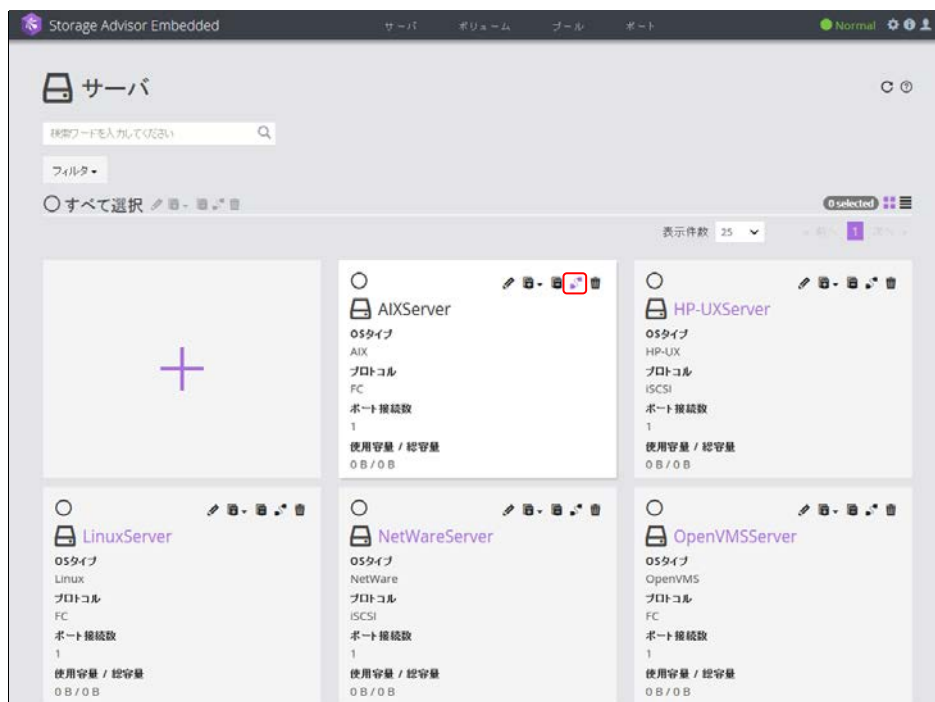 Storage Advisor Embedded サーバ ボリューム プール ポート Normal
サーバ
検索ワードを入力してください
フィルタ
すべて選択 0 selected
表示件数 25 « 前へ 1 次へ »
AIXServer
OSタイプ
AIX
プロトコル
FC
ポート接続数
1
使用容量 / 総容量
0 B / 0 B
HP-UXServer
OSタイプ
HP-UX
プロトコル
iSCSI
ポート接続数
1
使用容量 / 総容量
0 B / 0 B
LinuxServer
OSタイプ
Linux
プロトコル
FC
ポート接続数
1
使用容量 / 総容量
0 B / 0 B
NetWareServer
OSタイプ
NetWare
プロトコル
iSCSI
ポート接続数
1
使用容量 / 総容量
0 B / 0 B
OpenVMSServer
OSタイプ
OpenVMS
プロトコル
FC
ポート接続数
1
使用容量 / 総容量
0 B / 0 B